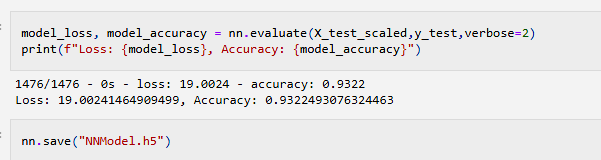 model_loss, model_accuracy = nn.evaluate(X_test_scaled,y_test,verbose=2)
print(f"Loss: {model_loss}, Accuracy: {model_accuracy}")
1476/1476 - 0s - loss: 19.0024 - accuracy: 0.9322
Loss: 19.00241464909499, Accuracy: 0.9322493076324463
nn.save("NNModel.h5")